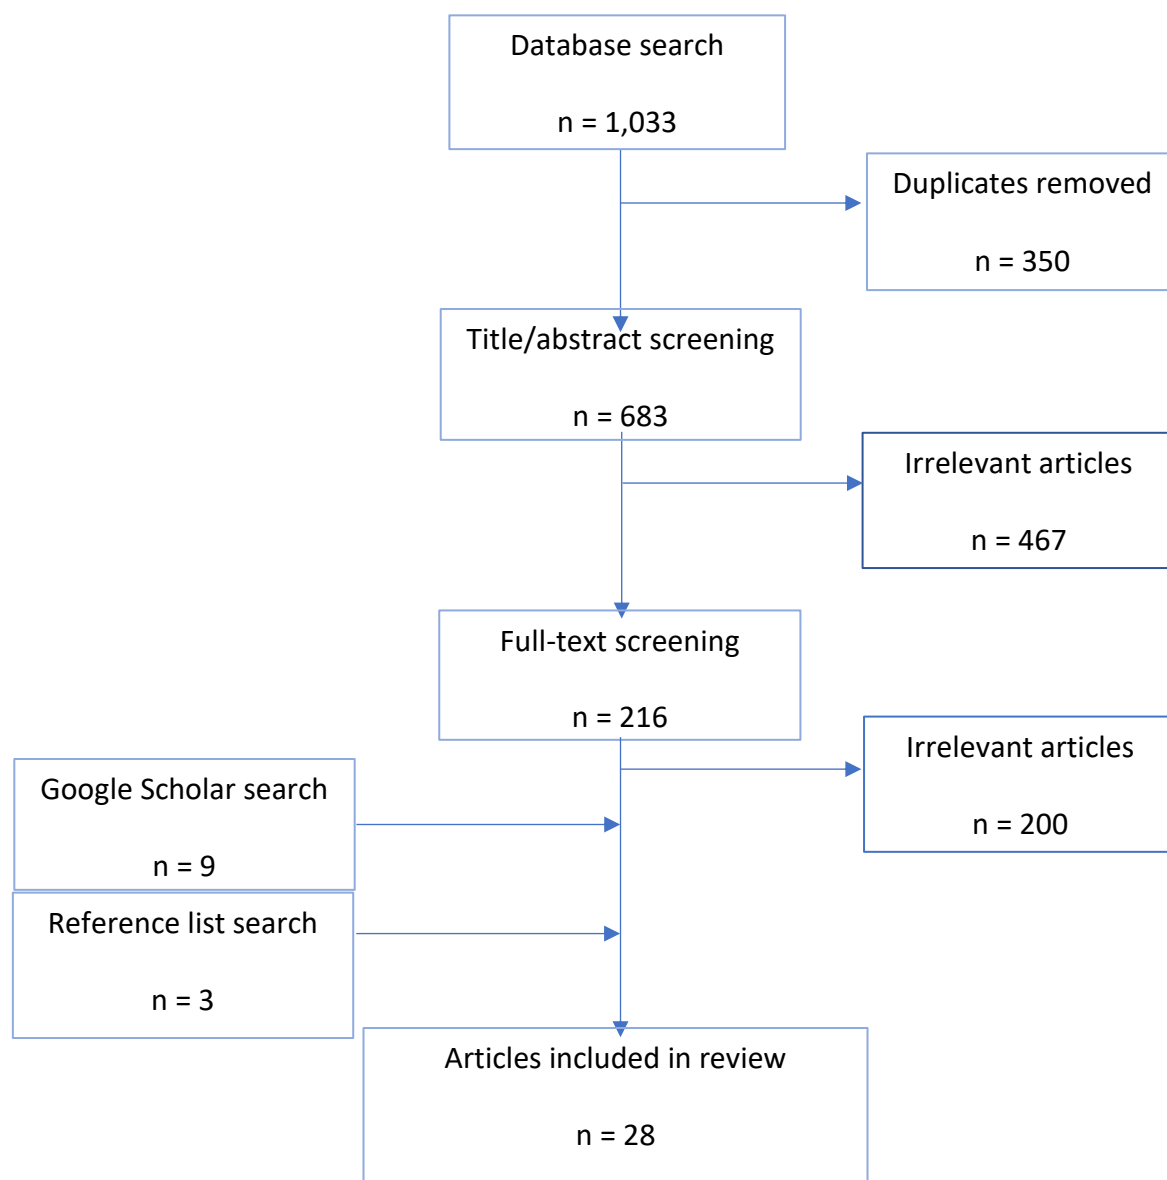 Database search
n = 1,033
Duplicates removed
n = 350
Title/abstract screening
n = 683
Irrelevant articles
n = 467
Full-text screening
n = 216
Irrelevant articles
n = 200
Google Scholar search
n = 9
Reference list search
n = 3
Articles included in review
n = 28